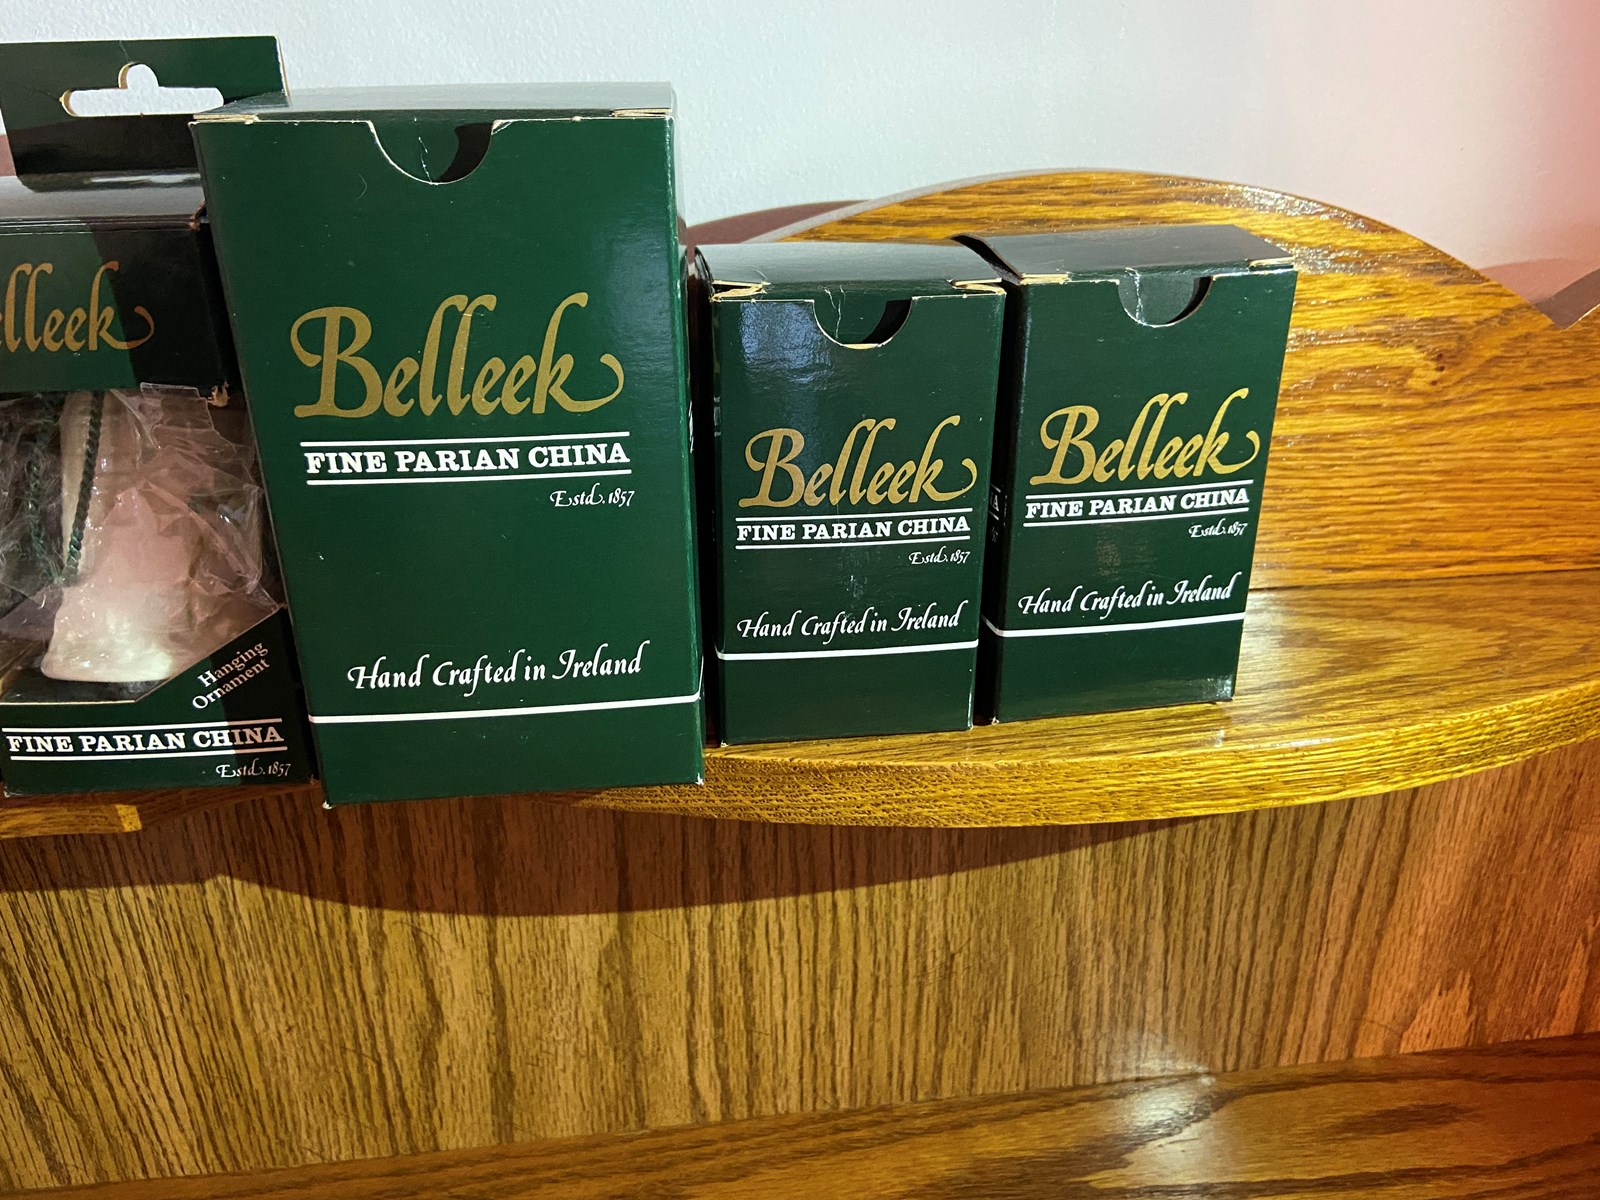 elleek
Hanging
Ornament
FINE PARIAN CHINA
Estd. 1857
Belleek
FINE PARIAN CHINA
Estd. 1857
Hand Crafted in Ireland
Belleek
FINE PARIAN CHINA
Estd. 1857
Hand Crafted in Ireland
Belleek
FINE PARIAN CHINA
Estd. 1857
Hand Crafted in Ireland